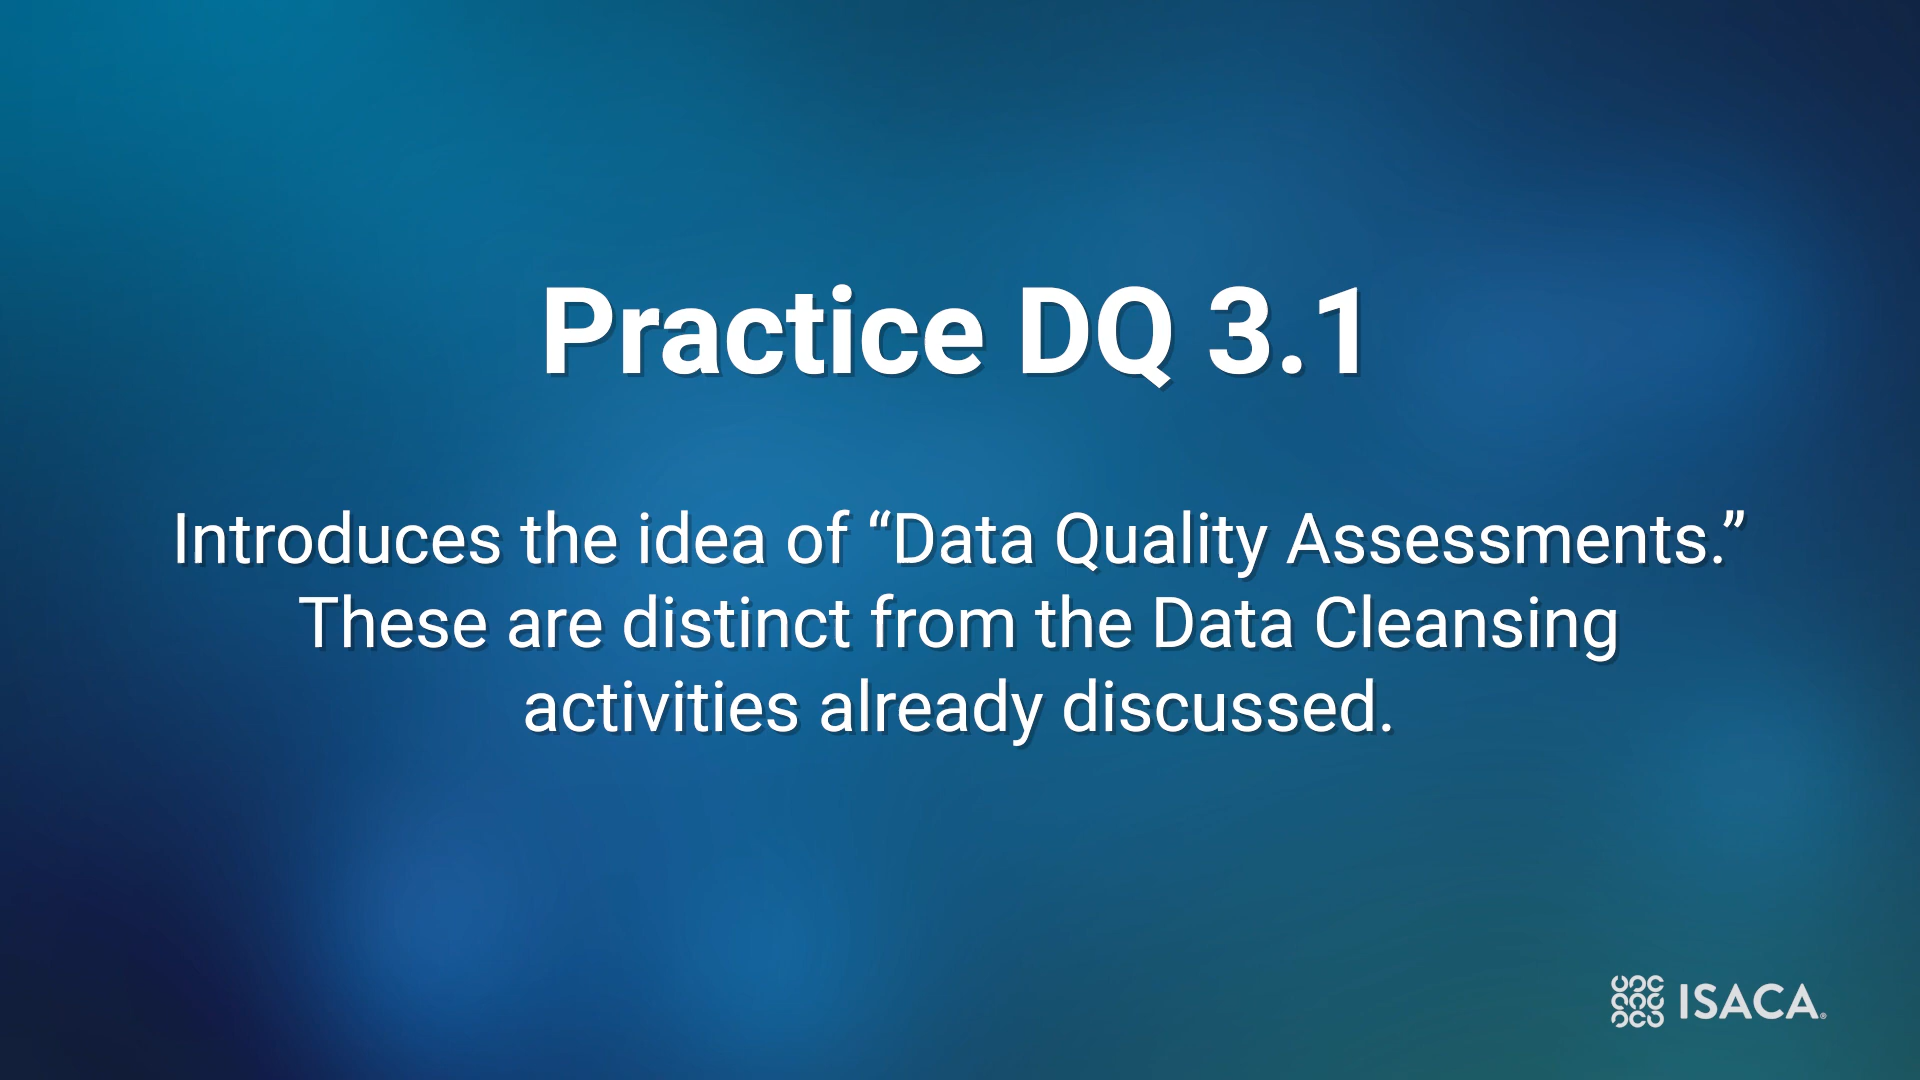 Practice DQ 3.1
Introduces the idea of “Data Quality Assessments.”
These are distinct from the Data Cleansing
activities already discussed.
ISACA®